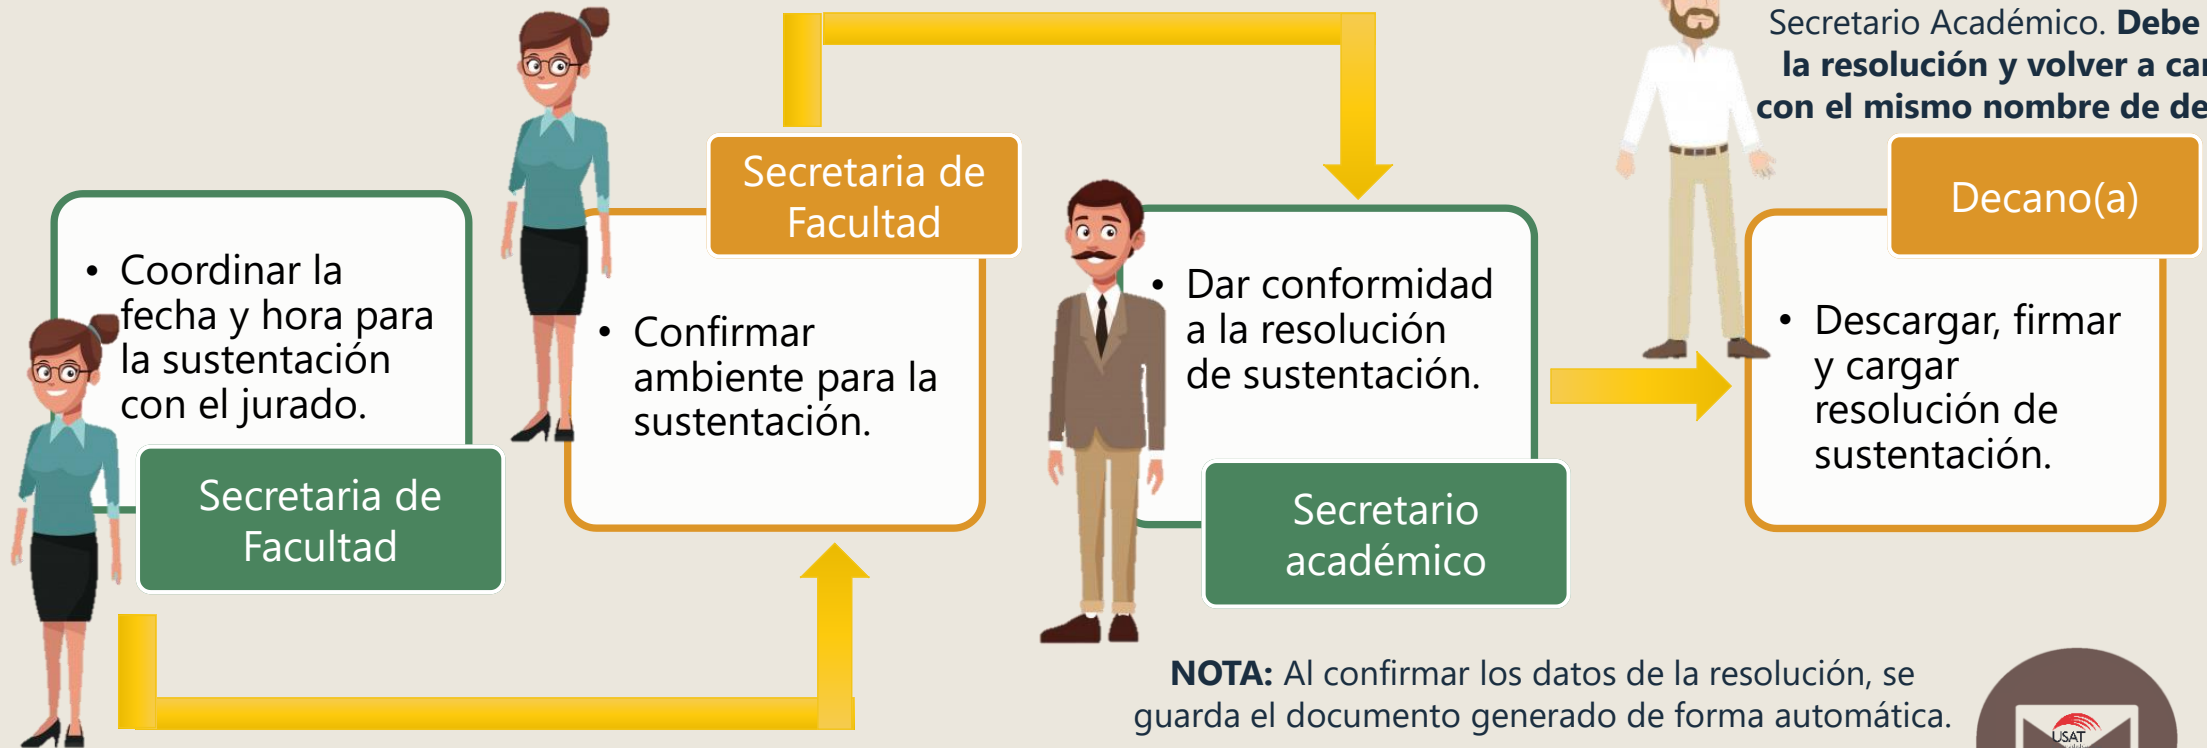 Secretario Académico. Debe
la resolución y volver a
con el mismo nombre de
Secretaria de
Facultad
Decano(a)
• Coordinar la
fecha y hora para
la sustentación
con el jurado.
Secretaria de
Facultad
• Confirmar
ambiente para la
sustentación.
• Dar conformidad
a la resolución
de sustentación.
Secretario
académico
• Descargar, firmar
y cargar
resolución de
sustentación.
NOTA: Al confirmar los datos de la resolución, se
guarda el documento generado de forma automática.
USAT